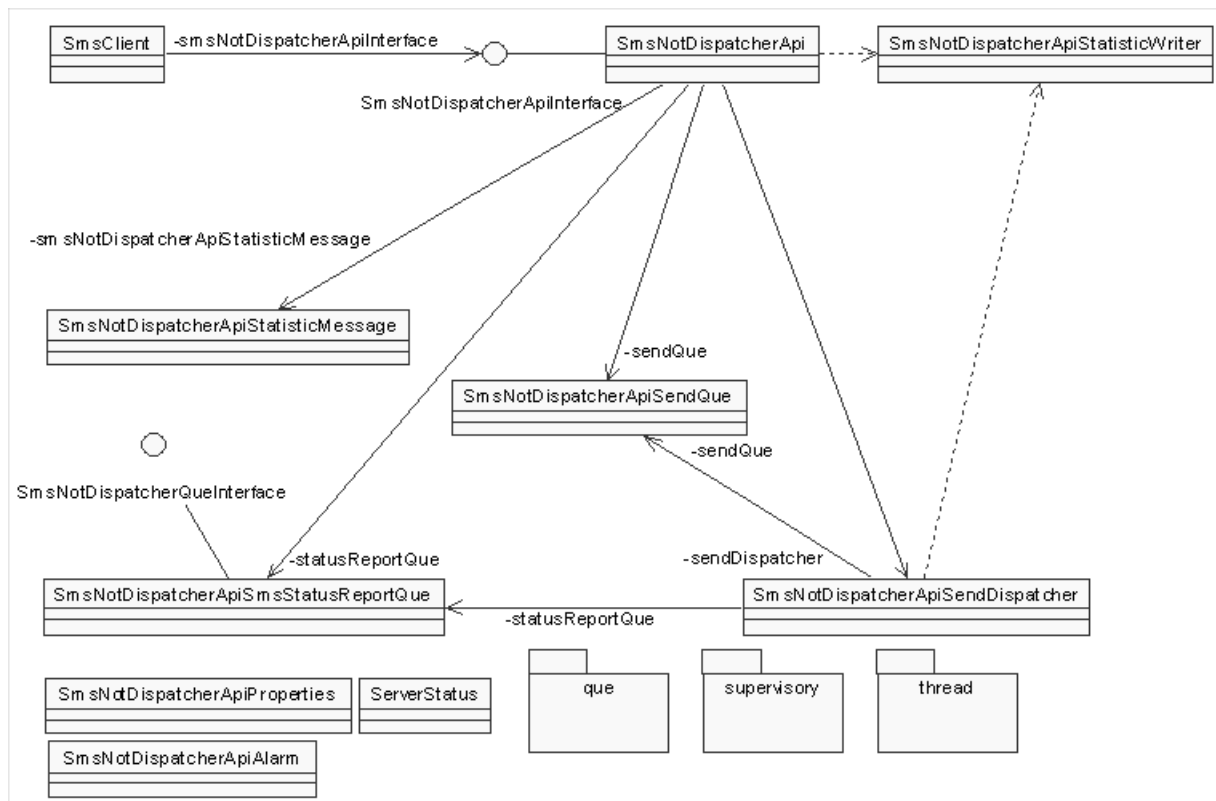 SmsClient
-smsNotDispatcherApiInterface
SmsNotDispatcherApi
SmsNotDispatcherApiStatisticWriter
SmsNotDispatcherApiInterface
-smsNotDispatcherApiStatisticMessage
SmsNotDispatcherApiStatisticMessage
-sendQue
SmsNotDispatcherApiSendQue
-sendQue
SmsNotDispatcherQueInterface
-statusReportQue
-sendDispatcher
SmsNotDispatcherApiSmsStatusReportQue
SmsNotDispatcherApiSendDispatcher
-statusReportQue
SmsNotDispatcherApiProperties
ServerStatus
que
supervisory
thread
SmsNotDispatcherApiAlarm